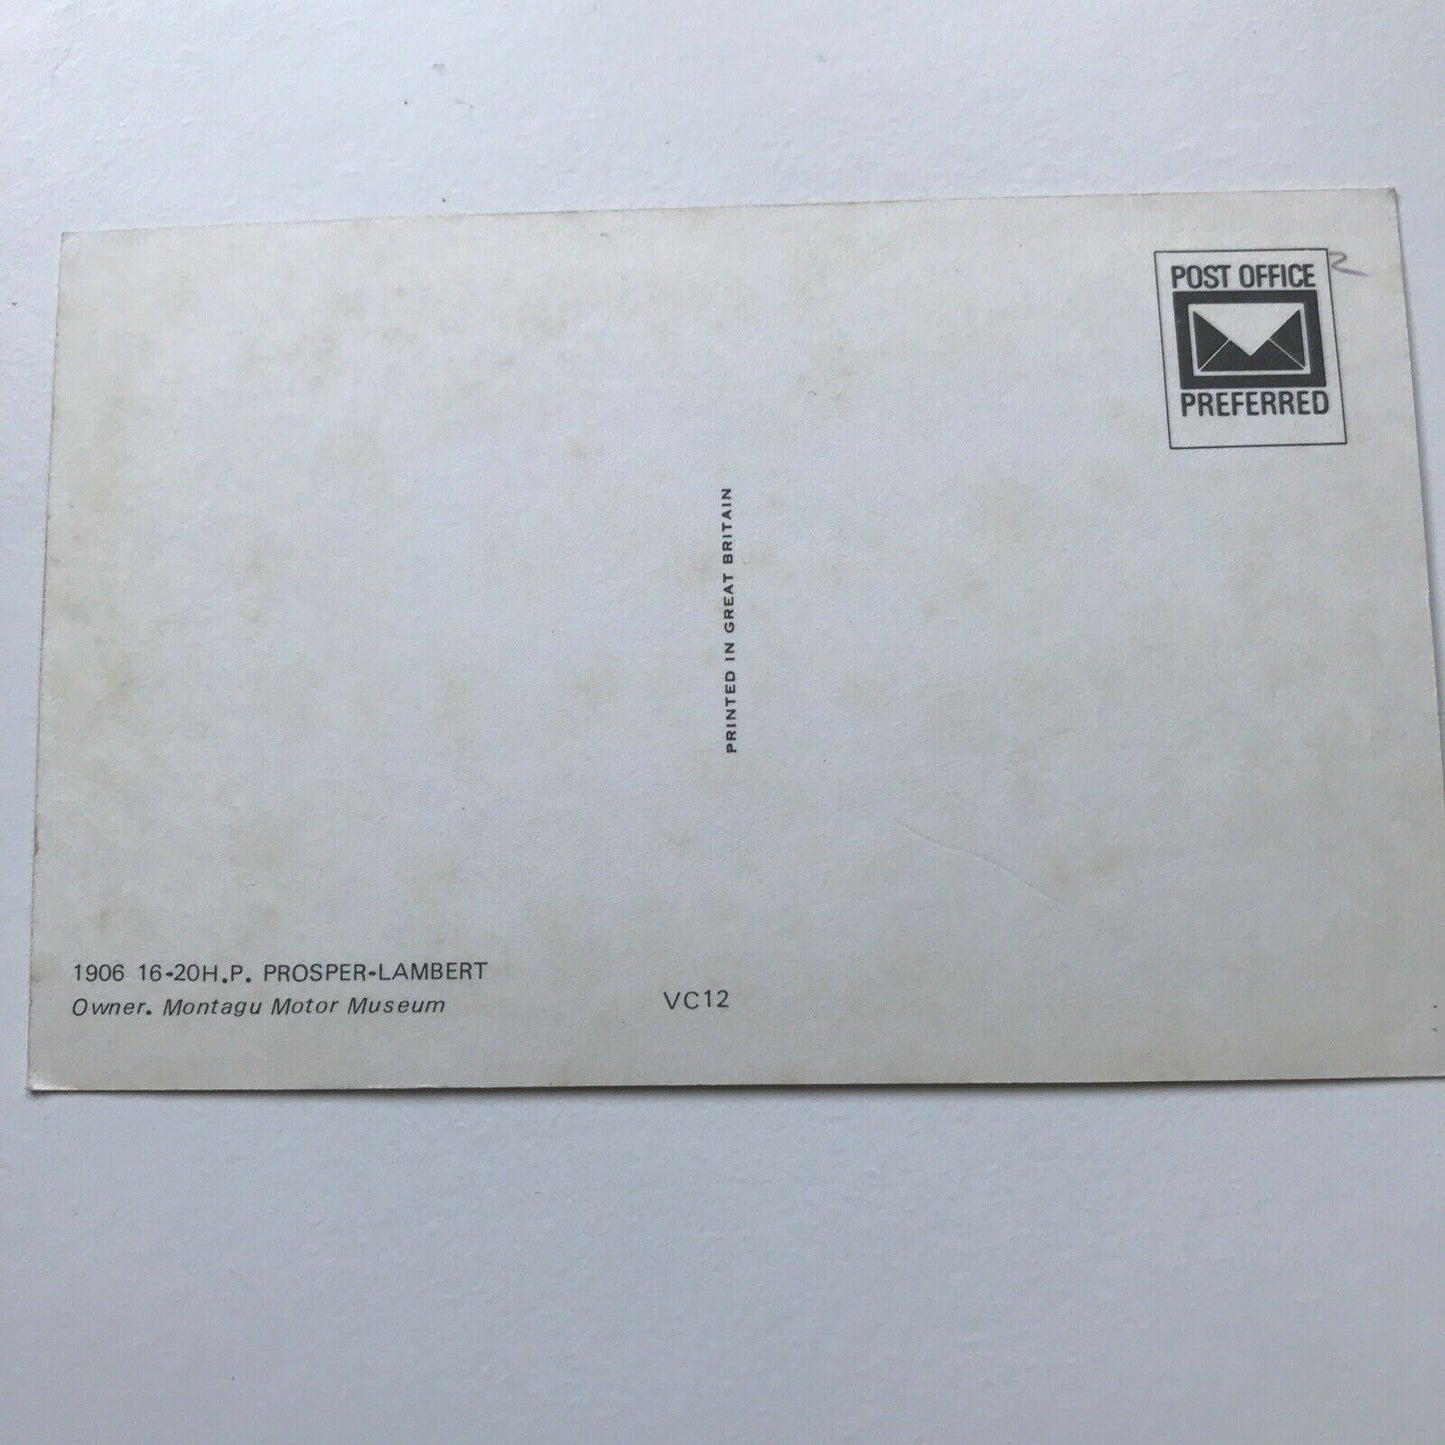 POST OFFICE
PREFERRED
PRINTED IN GREAT BRITAIN
1906 16-20H.P. PROSPER-LAMBERT
Owner. Montagu Motor Museum
VC12